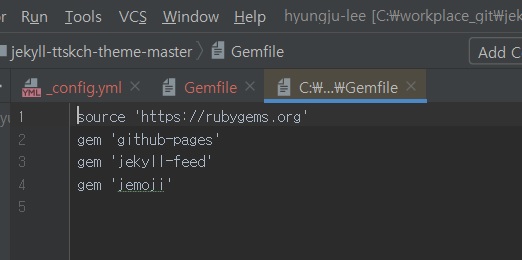 Run Tools VCS Window Help hyungju-lee [C:₩workplace_git₩jek
jekyll-ttskch-theme-master Gemfile Add C
_config.yml Gemfile C:₩...₩Gemfile
1 source 'https://rubygems.org'
2 gem 'github-pages'
3 gem 'jekyll-feed'
4 gem 'jemoji'
5